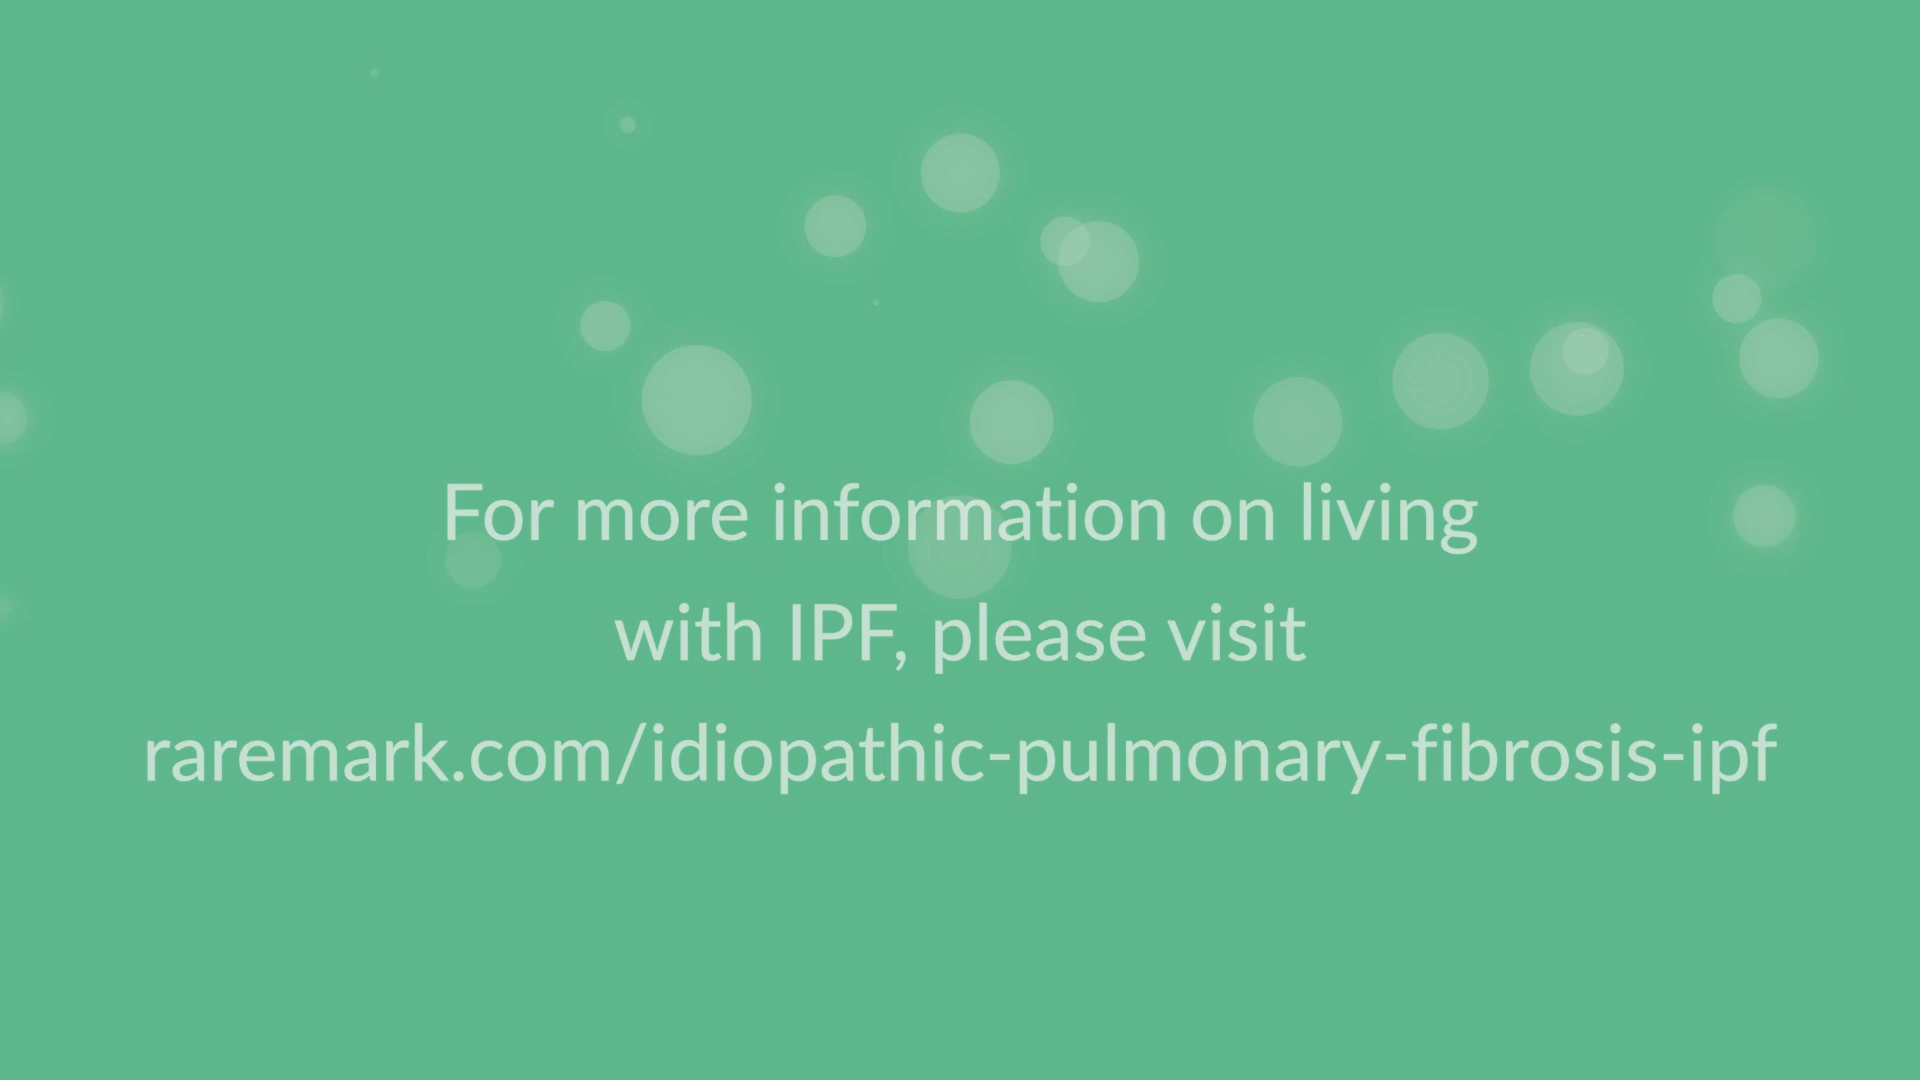 For more information on living
with IPF, please visit
raremark.com/idiopathic-pulmonary-fibrosis-ipf